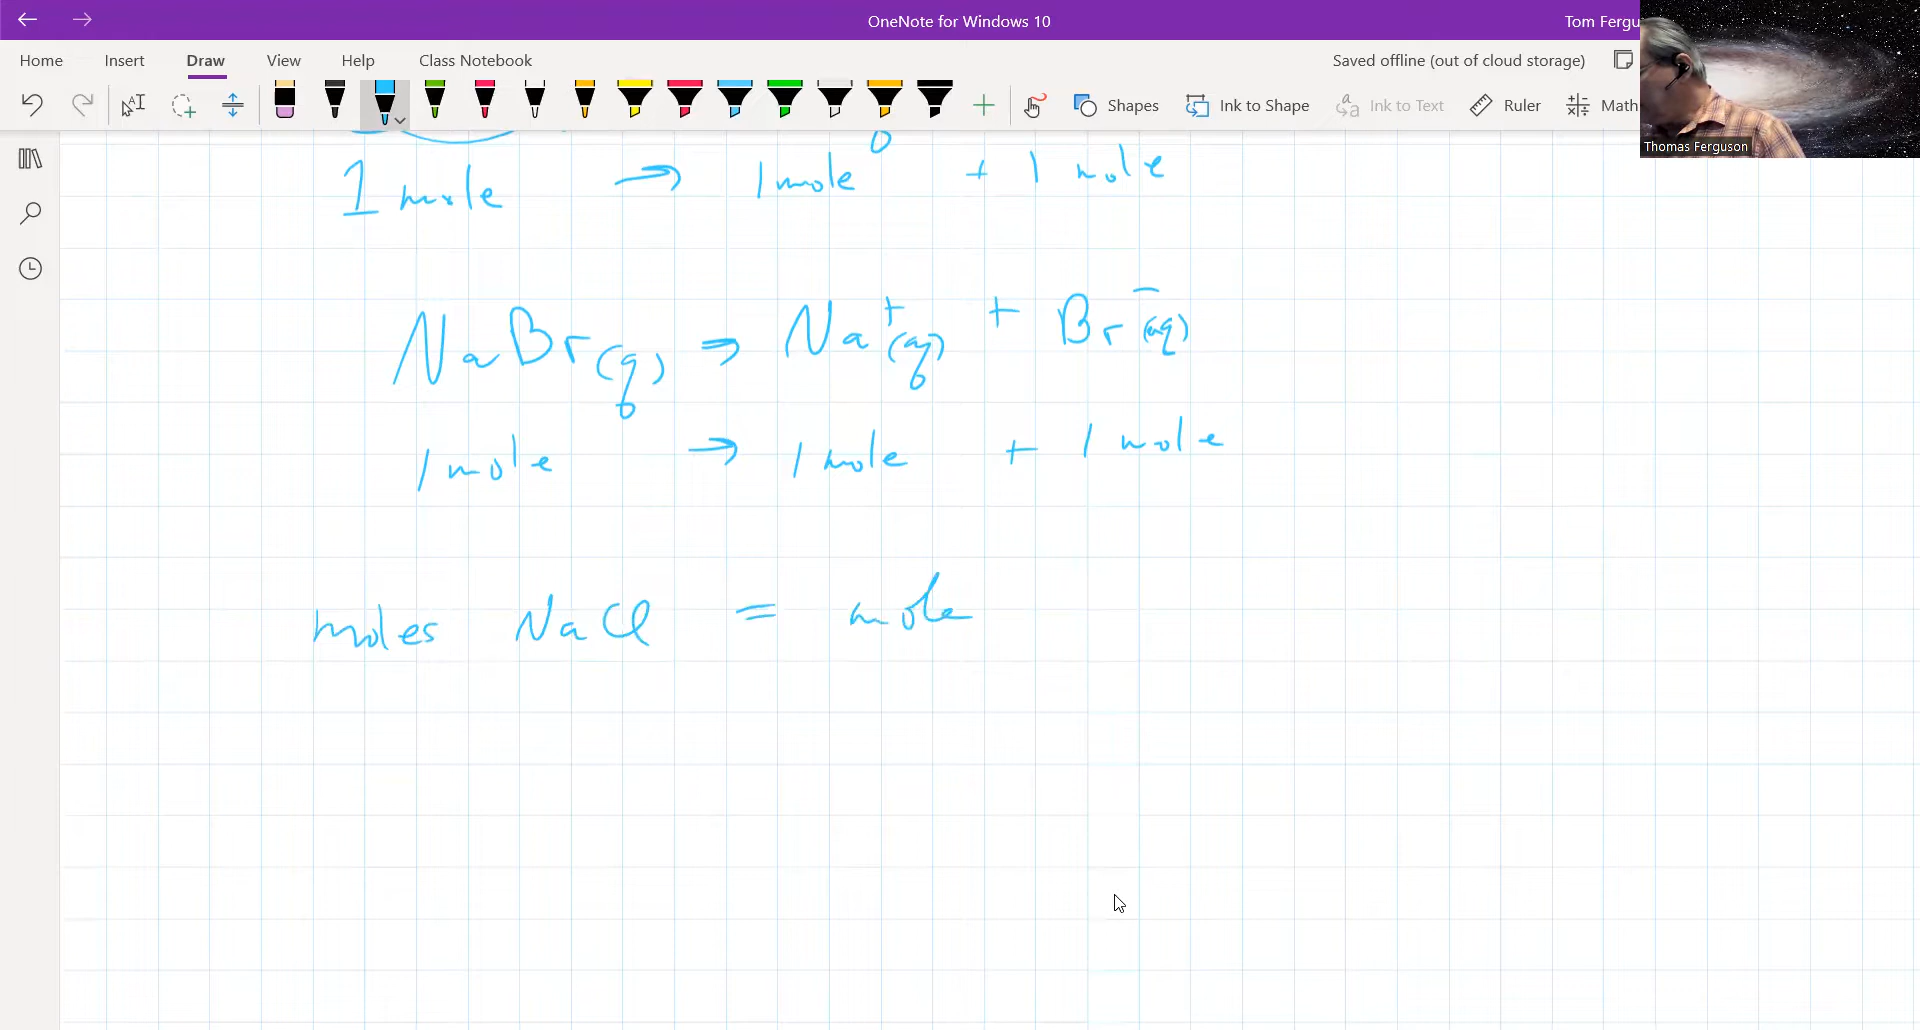 OneNote for Windows 10
Tom Fergu
Home Insert Draw View Help Class Notebook
Saved offline (out of cloud storage)
Shapes Ink to Shape Ink to Text Ruler Math
Thomas Ferguson
1 mole → 1 mole + 1 mole
NaBr(q) → Na+(aq) + Br−(aq)
1 mole → 1 mole + 1 mole
moles NaCl = mole